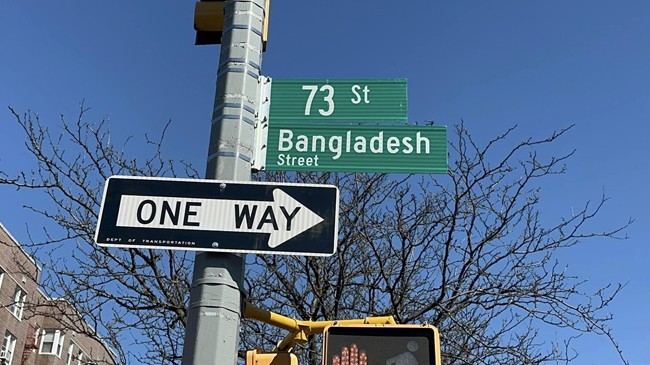 73 St
Bangladesh
Street
ONE WAY
DEPT OF TRANSPORTATION